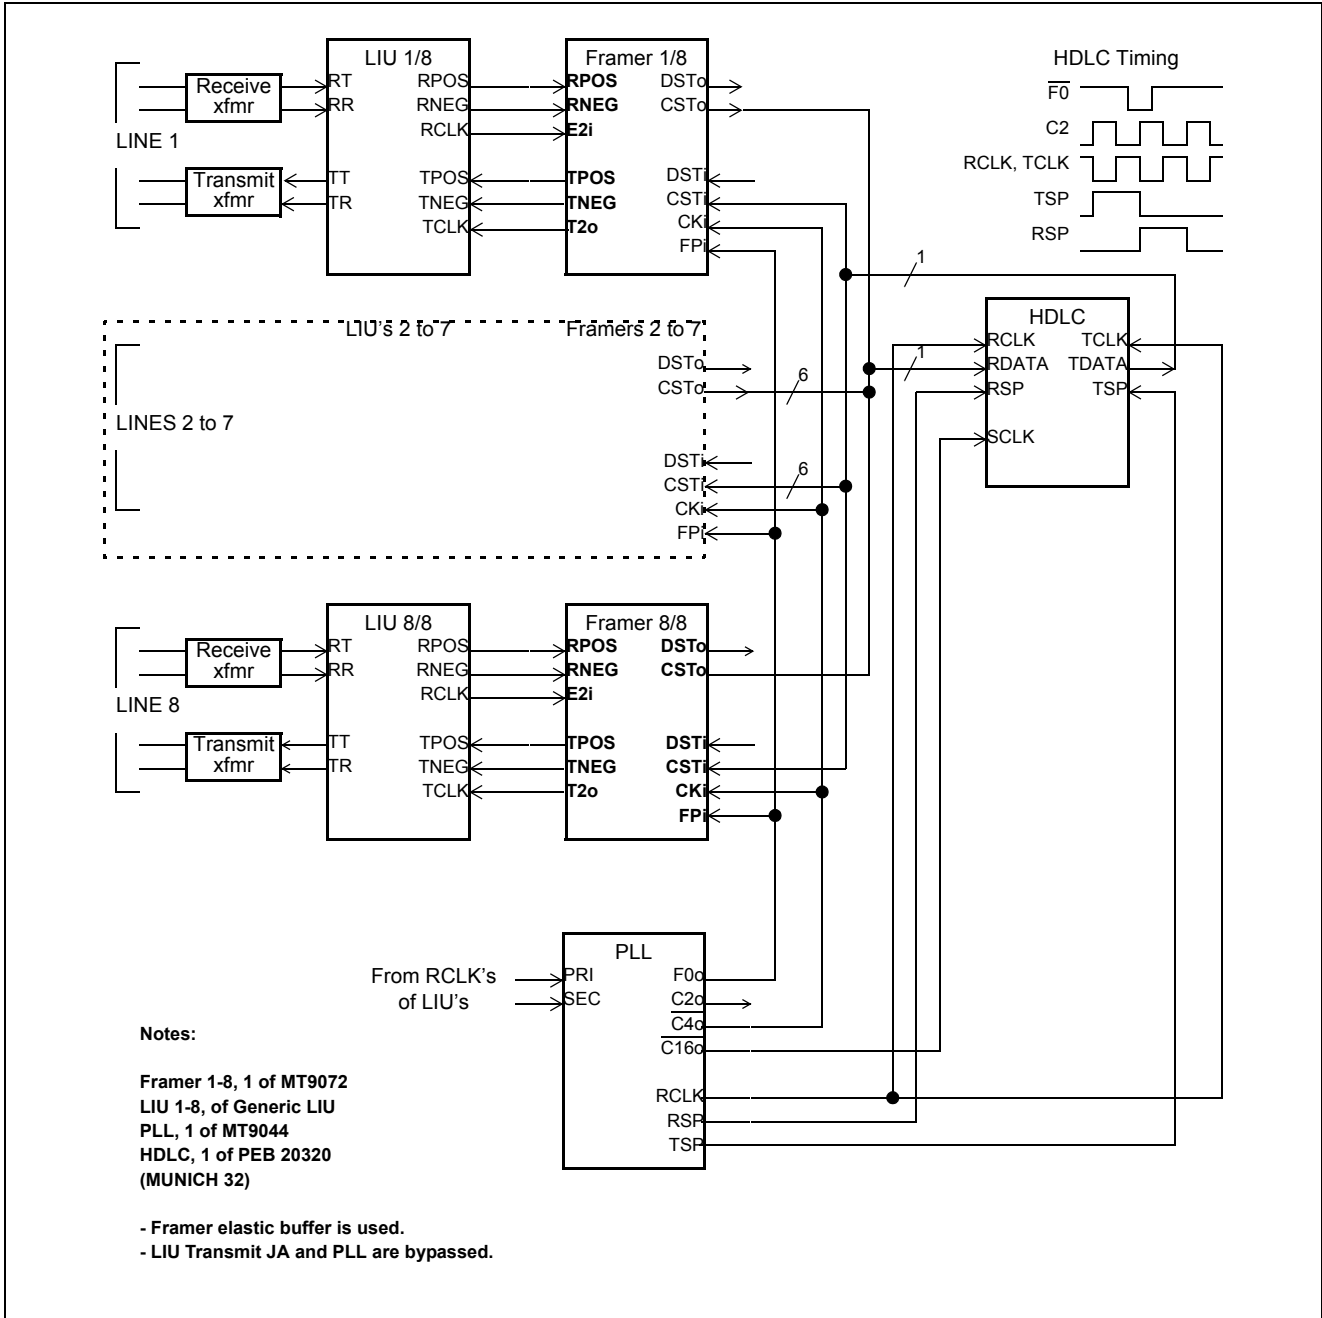 LIU 1/8
Framer 1/8
HDLC Timing
Receive
xfmr
RT
RR
RPOS
RNEG
RCLK
RPOS
RNEG
E2i
DSTo
CSTo
LINE 1
Transmit
xfmr
TT
TR
TPOS
TNEG
TCLK
TPOS
TNEG
T2o
DSTi
CSTi
CKi
FPi
F0
C2
RCLK, TCLK
TSP
RSP
1
LIU's 2 to 7
Framers 2 to 7
DSTo
CSTo
6
LINES 2 to 7
DSTi
CSTi
6
CKi
FPi
1
HDLC
RCLK
RDATA
RSP
SCLK
TCLK
TDATA
TSP
LIU 8/8
Framer 8/8
Receive
xfmr
RT
RR
RPOS
RNEG
RCLK
RPOS
RNEG
E2i
DSTo
CSTo
LINE 8
Transmit
xfmr
TT
TR
TPOS
TNEG
TCLK
TPOS
TNEG
T2o
DSTi
CSTi
CKi
FPi
PLL
From RCLK's
of LIU's
PRI
SEC
F0o
C2o
C4o
C16o
RCLK
RSP
TSP
Notes:
Framer 1-8, 1 of MT9072
LIU 1-8, of Generic LIU
PLL, 1 of MT9044
HDLC, 1 of PEB 20320
(MUNICH 32)
- Framer elastic buffer is used.
- LIU Transmit JA and PLL are bypassed.